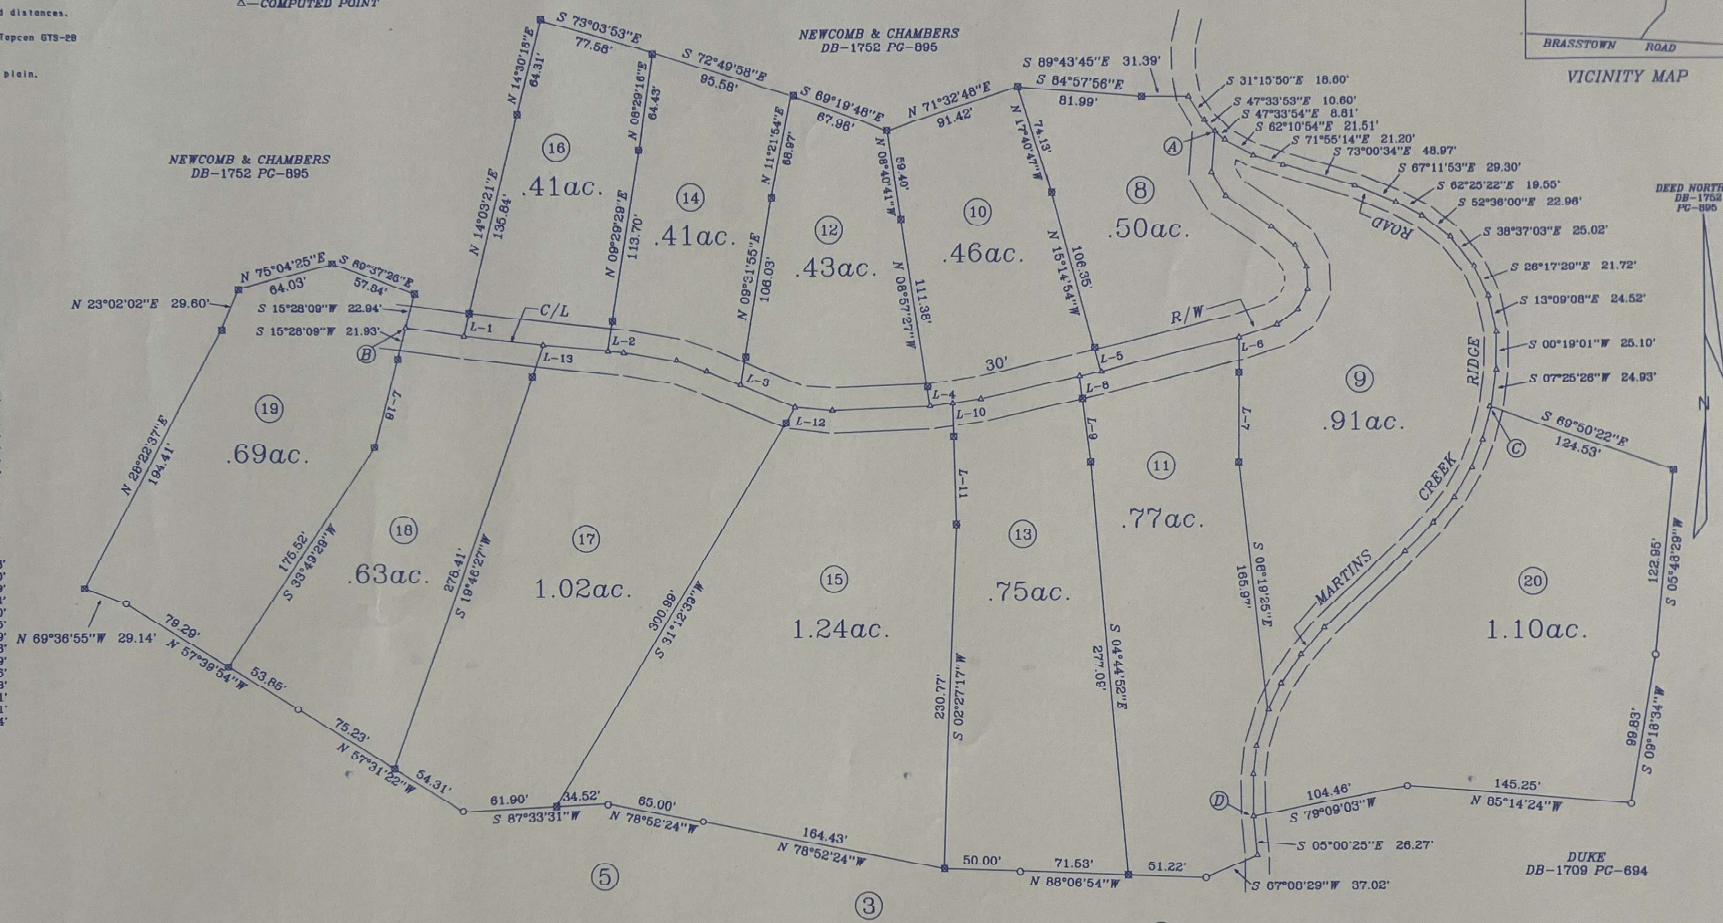 △—COMPUTED POINT
d distances.
Topcon GTS-2B
plain.
BRASSTOWN ROAD
VICINITY MAP
NEWCOMB & CHAMBERS
DB-1752 PG-895
NEWCOMB & CHAMBERS
DB-1752 PG-895
DEED NORTH
DB-1752
PG-895
N
S 73°03'53"E
77.58'
S 72°49'58"E
95.58'
S 69°19'48"E
67.98'
N 71°32'48"E
91.42'
S 84°57'56"E
81.99'
S 89°43'45"E 31.39'
S 31°15'50"E 18.60'
S 47°33'53"E 10.60'
S 47°33'54"E 8.81'
S 62°10'54"E 21.51'
S 71°55'14"E 21.20'
S 73°00'34"E 48.97'
S 67°11'53"E 29.30'
S 62°25'22"E 19.55'
S 52°36'00"E 22.96'
S 38°37'03"E 25.02'
S 26°17'29"E 21.72'
S 13°09'08"E 24.52'
S 00°19'01"W 25.10'
S 07°25'26"W 24.93'
A
ROAD
RIDGE
CREEK
MARTINS
N 14°30'15"E
64.31'
N 08°29'16"E
64.43'
N 11°21'54"E
68.97'
N 08°40'41"W
59.40'
N 17°40'47"W
74.13'
N 14°03'21"E
135.84'
N 09°29'29"E
113.70'
N 09°31'55"E
108.03'
N 08°57'27"W
111.38'
N 15°14'54"W
106.35'
16
.41ac.
14
.41ac.
12
.43ac.
10
.46ac.
8
.50ac.
N 75°04'25"E
64.03'
S 69°37'26"E
57.84'
N 23°02'02"E 29.60'
S 15°28'09"W 22.94'
S 15°28'09"W 21.93'
B
C/L
R/W
30'
L-1
L-2
L-3
L-4
L-5
L-6
L-7
L-8
L-9
L-10
L-11
L-12
L-13
L-18
19
.69ac.
18
.63ac.
17
1.02ac.
15
1.24ac.
13
.75ac.
11
.77ac.
9
.91ac.
20
1.10ac.
N 28°22'37"E
194.41'
175.52'
S 33°49'29"W
276.41'
S 19°46'27"W
300.99'
S 31°12'39"W
230.77'
S 02°27'17"W
S 04°44'52"E
277.06'
S 06°19'25"E
165.97'
C
S 69°50'22"E
124.53'
122.95'
S 05°48'29"W
99.83'
S 09°18'34"W
N 69°36'55"W 29.14'
79.29'
N 57°39'54"W
53.85'
75.23'
N 57°31'22"W
54.31'
61.90'
34.52'
S 87°33'31"W
65.00'
N 78°52'24"W
164.43'
N 78°52'24"W
50.00'
71.53'
N 88°06'54"W
51.22'
D
104.46'
S 79°09'03"W
145.25'
N 85°14'24"W
S 05°00'25"E 26.27'
S 67°00'29"W 37.02'
DUKE
DB-1709 PG-694
5
3